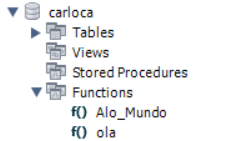 carloca
Tables
Views
Stored Procedures
Functions
f() Alo_Mundo
f() ola